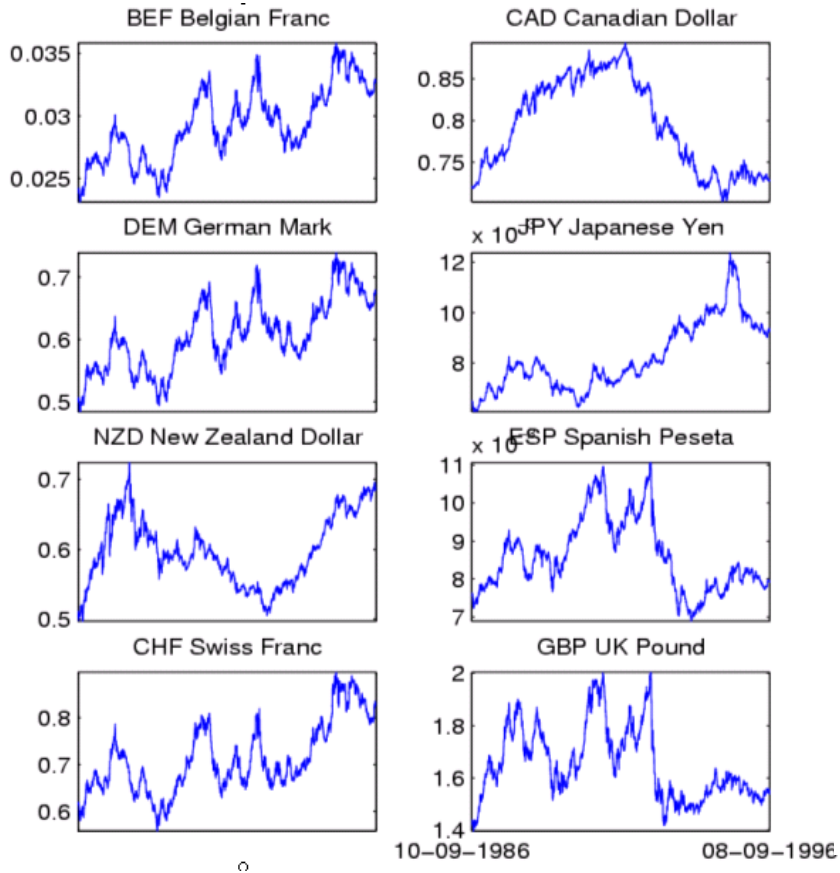 BEF Belgian Franc
0.035
0.03
0.025
CAD Canadian Dollar
0.85
0.8
0.75
DEM German Mark
0.7
0.6
0.5
x 10
JPY Japanese Yen
12
10
8
NZD New Zealand Dollar
0.7
0.6
0.5
x 10
ESP Spanish Peseta
11
10
9
8
7
CHF Swiss Franc
0.8
0.7
0.6
GBP UK Pound
2
1.8
1.6
1.4
10-09-1986
08-09-1996